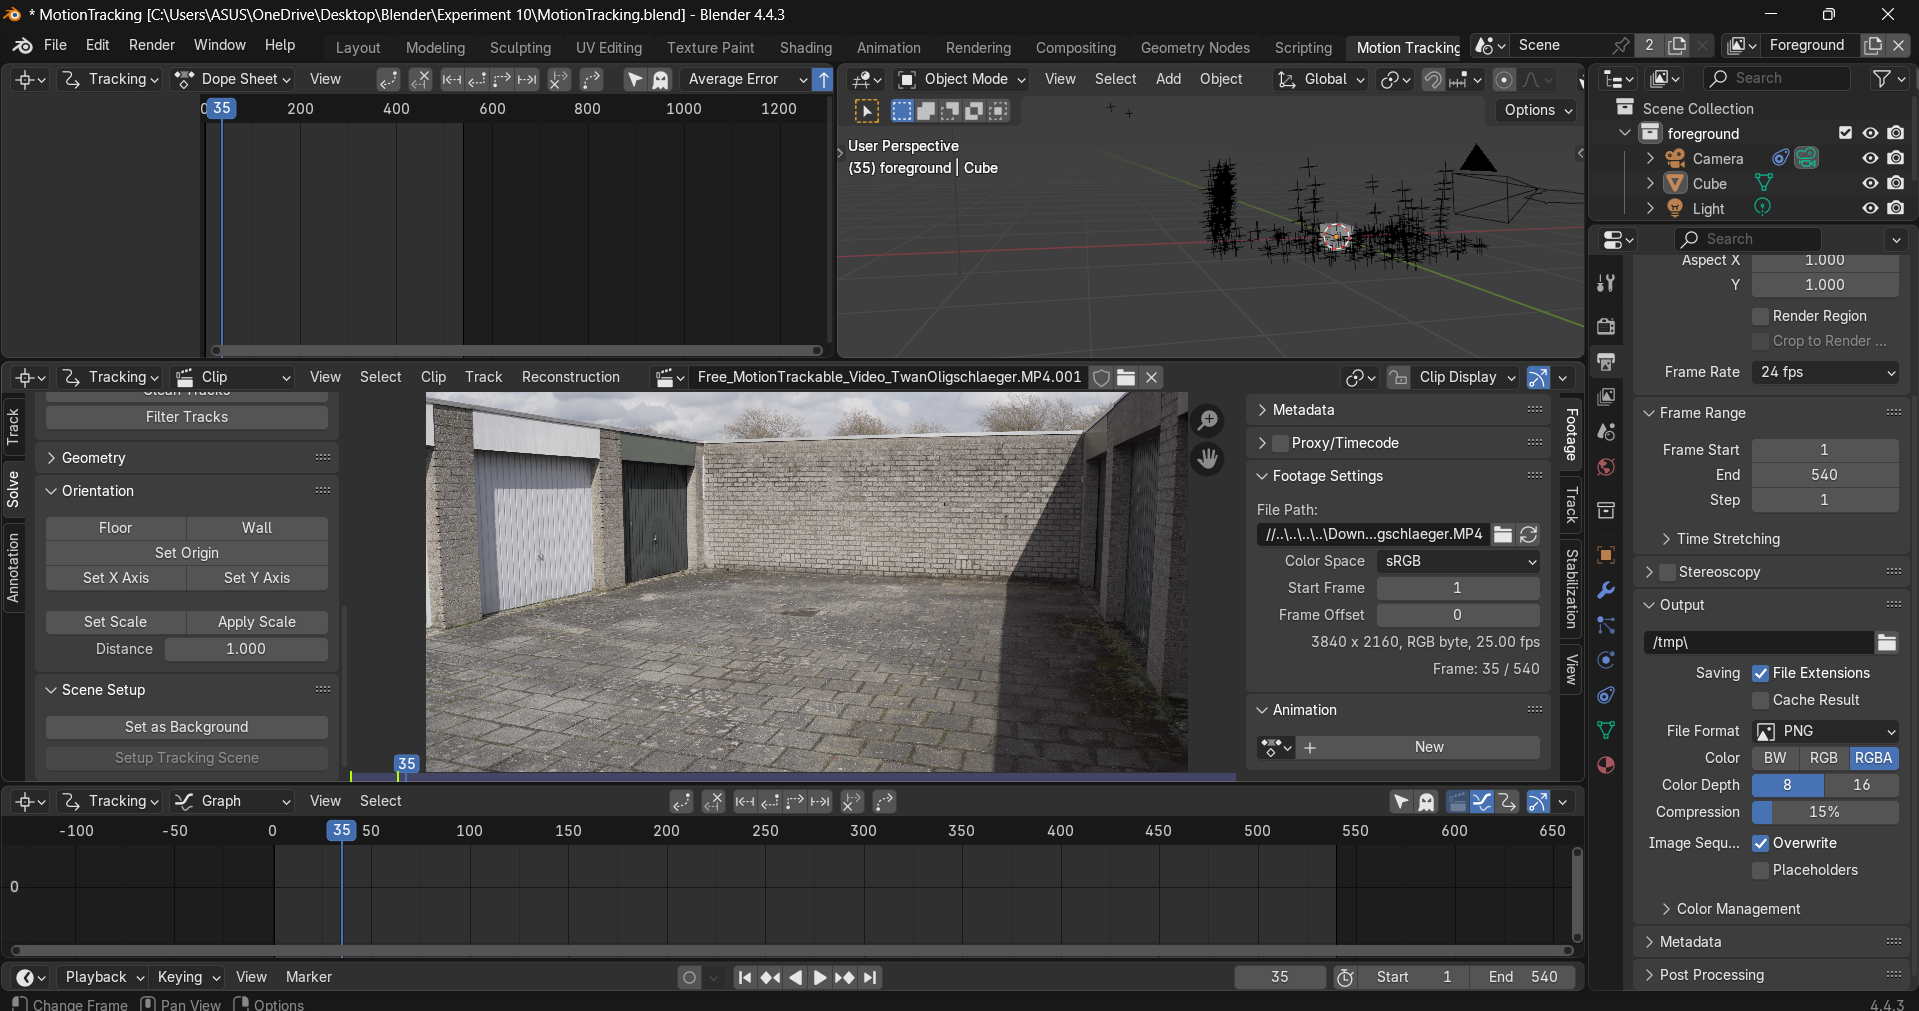 * MotionTracking [C:\Users\ASUS\OneDrive\Desktop\Blender\Experiment 10\MotionTracking.blend] - Blender 4.4.3
File Edit Render Window Help
Layout Modeling Sculpting UV Editing Texture Paint Shading Animation Rendering Compositing Geometry Nodes Scripting Motion Tracking
Scene 2 Foreground
Tracking Dope Sheet View Average Error
0 35 200 400 600 800 1000 1200
Object Mode View Select Add Object Global
Options
User Perspective
(35) foreground | Cube
Search
Scene Collection
foreground
Camera
Cube
Light
Search
Aspect X 1.000
Y 1.000
Render Region
Crop to Render ...
Frame Rate 24 fps
Frame Range
Frame Start 1
End 540
Step 1
Time Stretching
Stereoscopy
Output
/tmp\
Saving File Extensions
Cache Result
File Format PNG
Color BW RGB RGBA
Color Depth 8 16
Compression 15%
Image Sequ... Overwrite
Placeholders
Color Management
Metadata
Post Processing
Tracking Clip View Select Clip Track Reconstruction Free_MotionTrackable_Video_TwanOligschlaeger.MP4.001 Clip Display
Track
Solve
Annotation
Clean Tracks
Filter Tracks
Geometry
Orientation
Floor Wall
Set Origin
Set X Axis Set Y Axis
Set Scale Apply Scale
Distance 1.000
Scene Setup
Set as Background
Setup Tracking Scene
35
Metadata
Proxy/Timecode
Footage Settings
File Path:
//..\..\..\..\Down...gschlaeger.MP4
Color Space sRGB
Start Frame 1
Frame Offset 0
3840 x 2160, RGB byte, 25.00 fps
Frame: 35 / 540
Animation
New
Footage
Track
Stabilization
View
Tracking Graph View Select
-100 -50 0 35 50 100 150 200 250 300 350 400 450 500 550 600 650
0
Playback Keying View Marker 35 Start 1 End 540
Change Frame Pan View Options 4.4.3